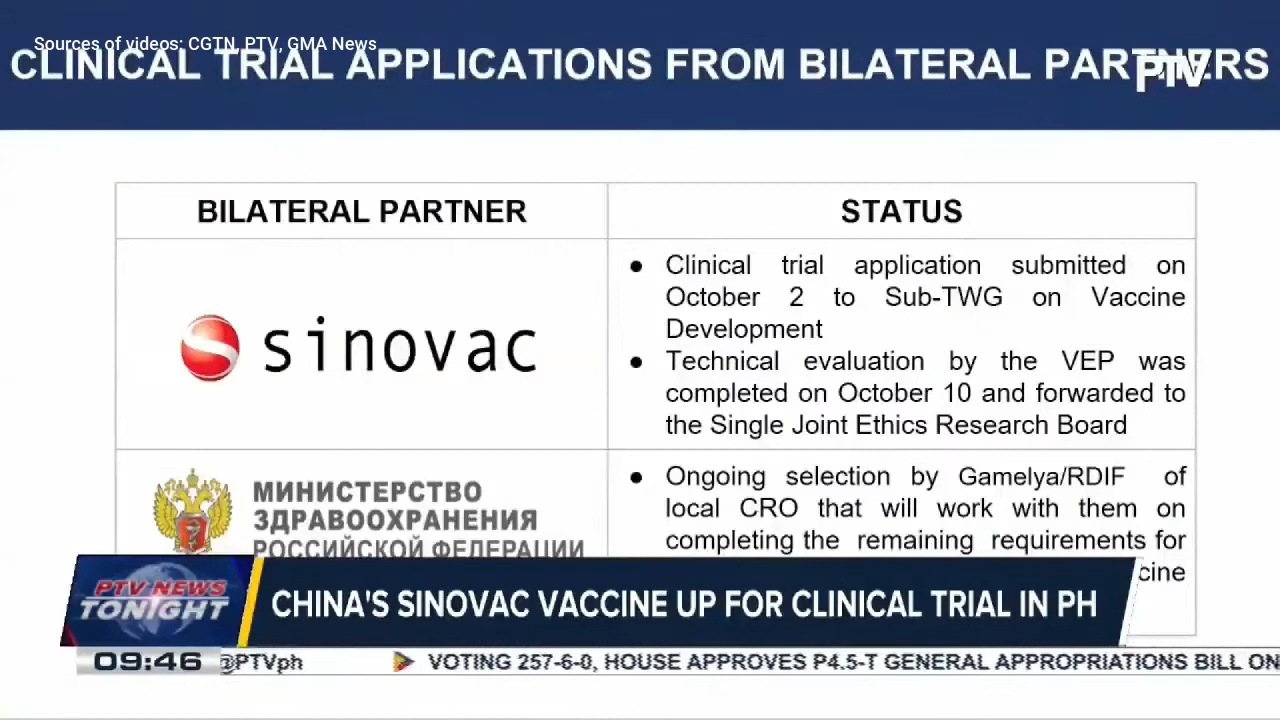 Sources of videos: CGTN, PTV, GMA News
CLINICAL TRIAL APPLICATIONS FROM BILATERAL PARTNERS
PTV
BILATERAL PARTNER
STATUS
sinovac
● Clinical trial application submitted on
October 2 to Sub-TWG on Vaccine
Development
● Technical evaluation by the VEP was
completed on October 10 and forwarded to
the Single Joint Ethics Research Board
МИНИСТЕРСТВО
ЗДРАВООХРАНЕНИЯ
РОССИЙСКОЙ ФЕДЕРАЦИИ
● Ongoing selection by Gamelya/RDIF of
local CRO that will work with them on
completing the remaining requirements for
cine
PTV NEWS
TONIGHT
CHINA'S SINOVAC VACCINE UP FOR CLINICAL TRIAL IN PH
09:46 @PTVph VOTING 257-6-0, HOUSE APPROVES P4.5-T GENERAL APPROPRIATIONS BILL ON